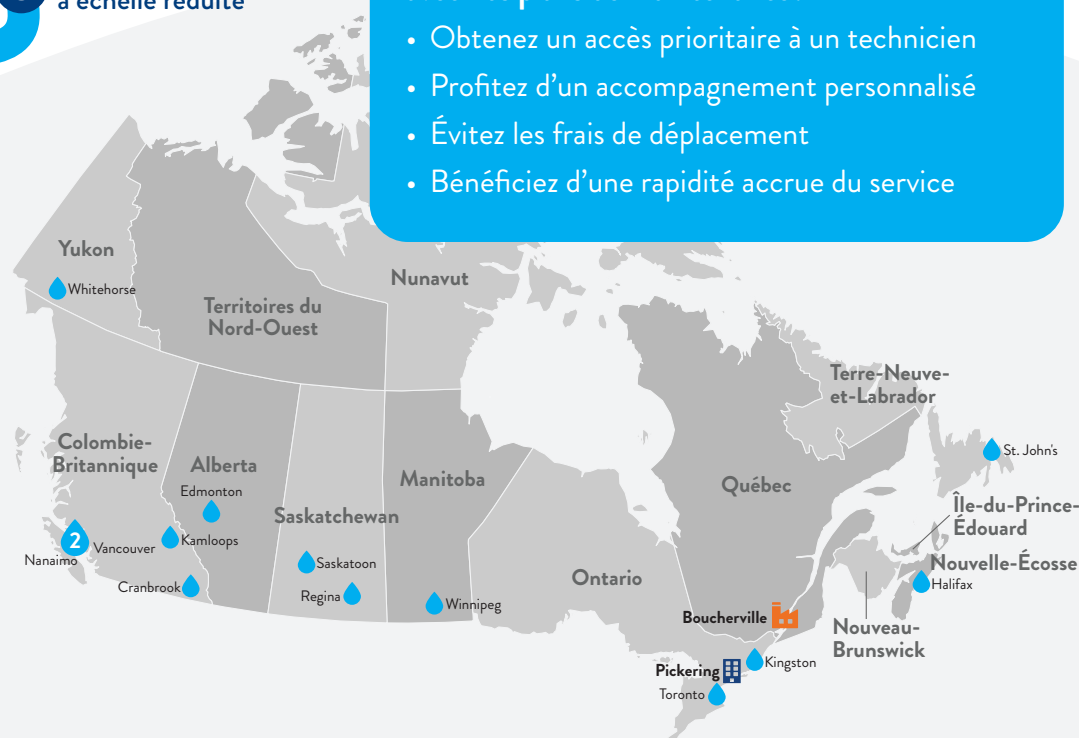 à échelle réduite
• Obtenez un accès prioritaire à un technicien
• Profitez d'un accompagnement personnalisé
• Évitez les frais de déplacement
• Bénéficiez d'une rapidité accrue du service
Yukon
Whitehorse
Territoires du
Nord-Ouest
Nunavut
Terre-Neuve-
et-Labrador
St. John's
Colombie-
Britannique
Alberta
Edmonton
Manitoba
Québec
Saskatchewan
Île-du-Prince-
Édouard
2
Vancouver
Kamloops
Nanaimo
Saskatoon
Nouvelle-Écosse
Cranbrook
Regina
Winnipeg
Ontario
Halifax
Boucherville
Nouveau-
Brunswick
Kingston
Pickering
Toronto